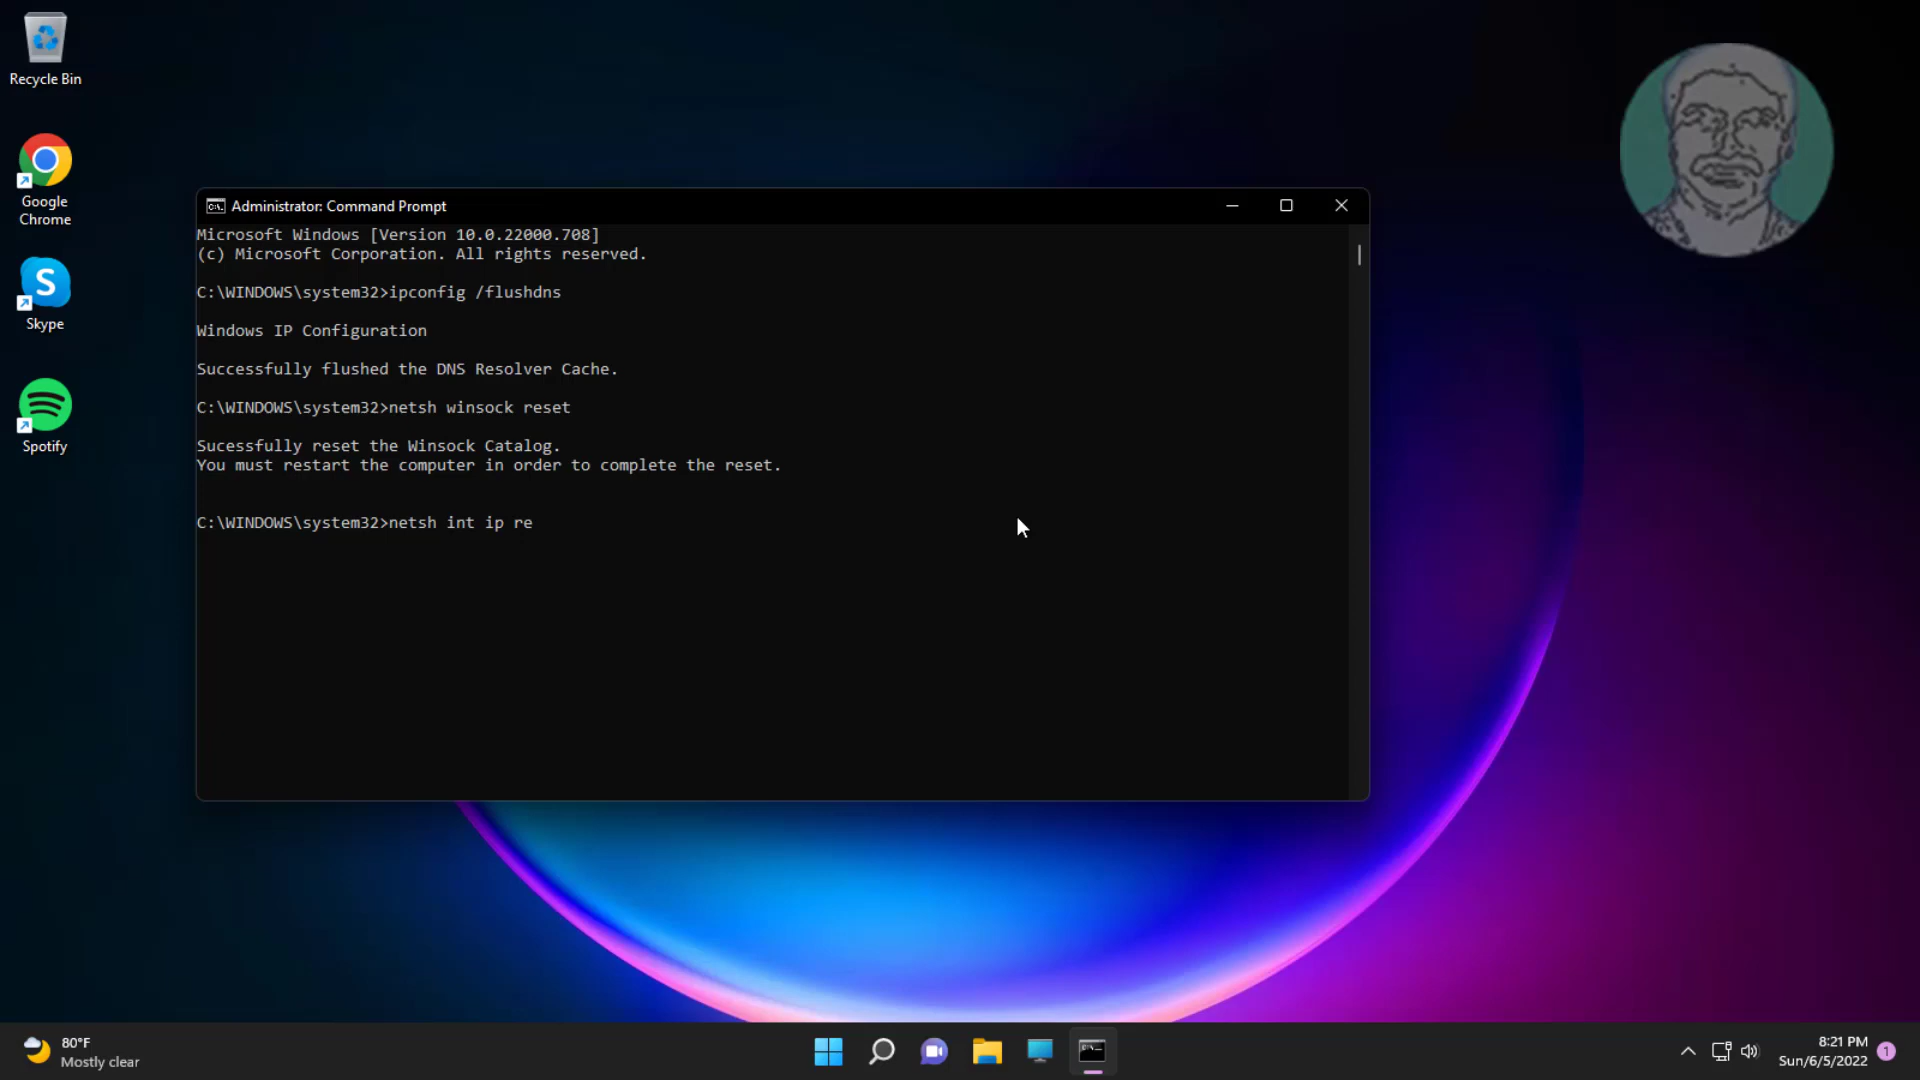 Recycle Bin
Google
Chrome
Skype
Spotify
Administrator: Command Prompt
Microsoft Windows [Version 10.0.22000.708]
(c) Microsoft Corporation. All rights reserved.
C:\WINDOWS\system32>ipconfig /flushdns
Windows IP Configuration
Successfully flushed the DNS Resolver Cache.
C:\WINDOWS\system32>netsh winsock reset
Sucessfully reset the Winsock Catalog.
You must restart the computer in order to complete the reset.
C:\WINDOWS\system32>netsh int ip re
80°F
Mostly clear
8:21 PM
Sun/6/5/2022
1